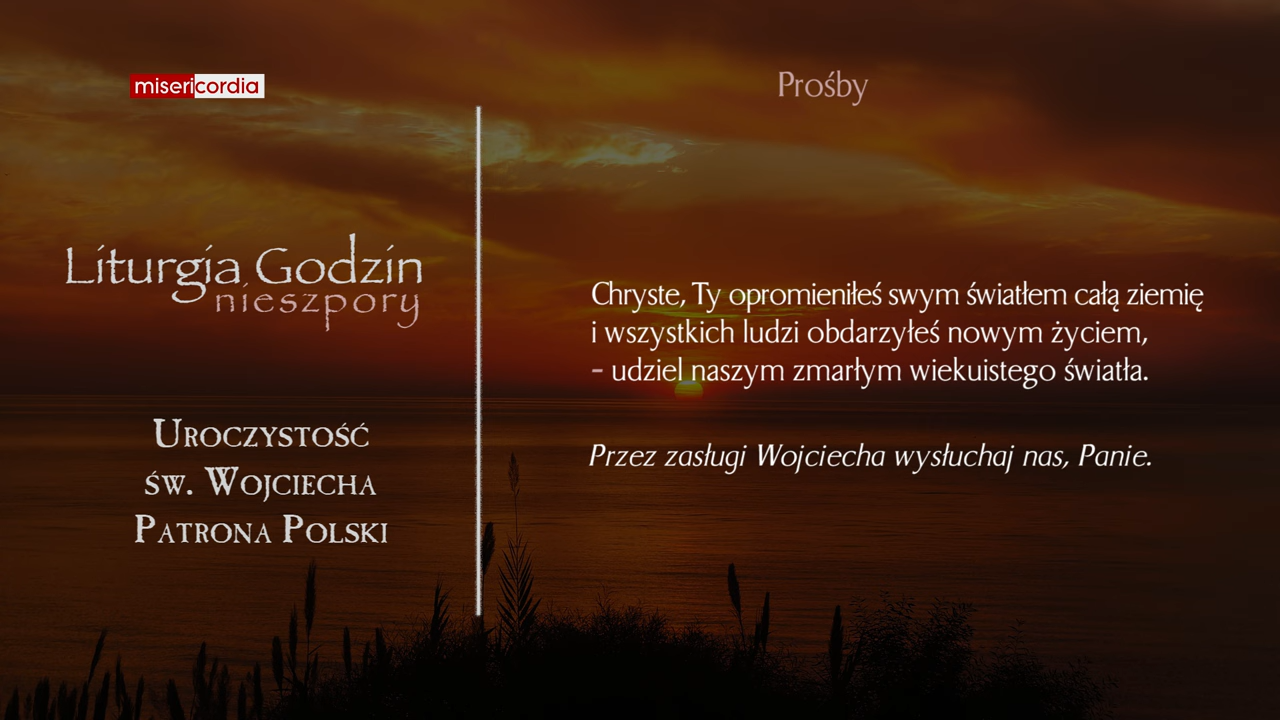 misericordia
Prośby
Liturgia Godzin
nieszpory
Uroczystość
św. Wojciecha
Patrona Polski
Chryste, Ty opromieniłeś swym światłem całą ziemię
i wszystkich ludzi obdarzyłeś nowym życiem,
- udziel naszym zmarłym wiekuistego światła.
Przez zasługi Wojciecha wysłuchaj nas, Panie.